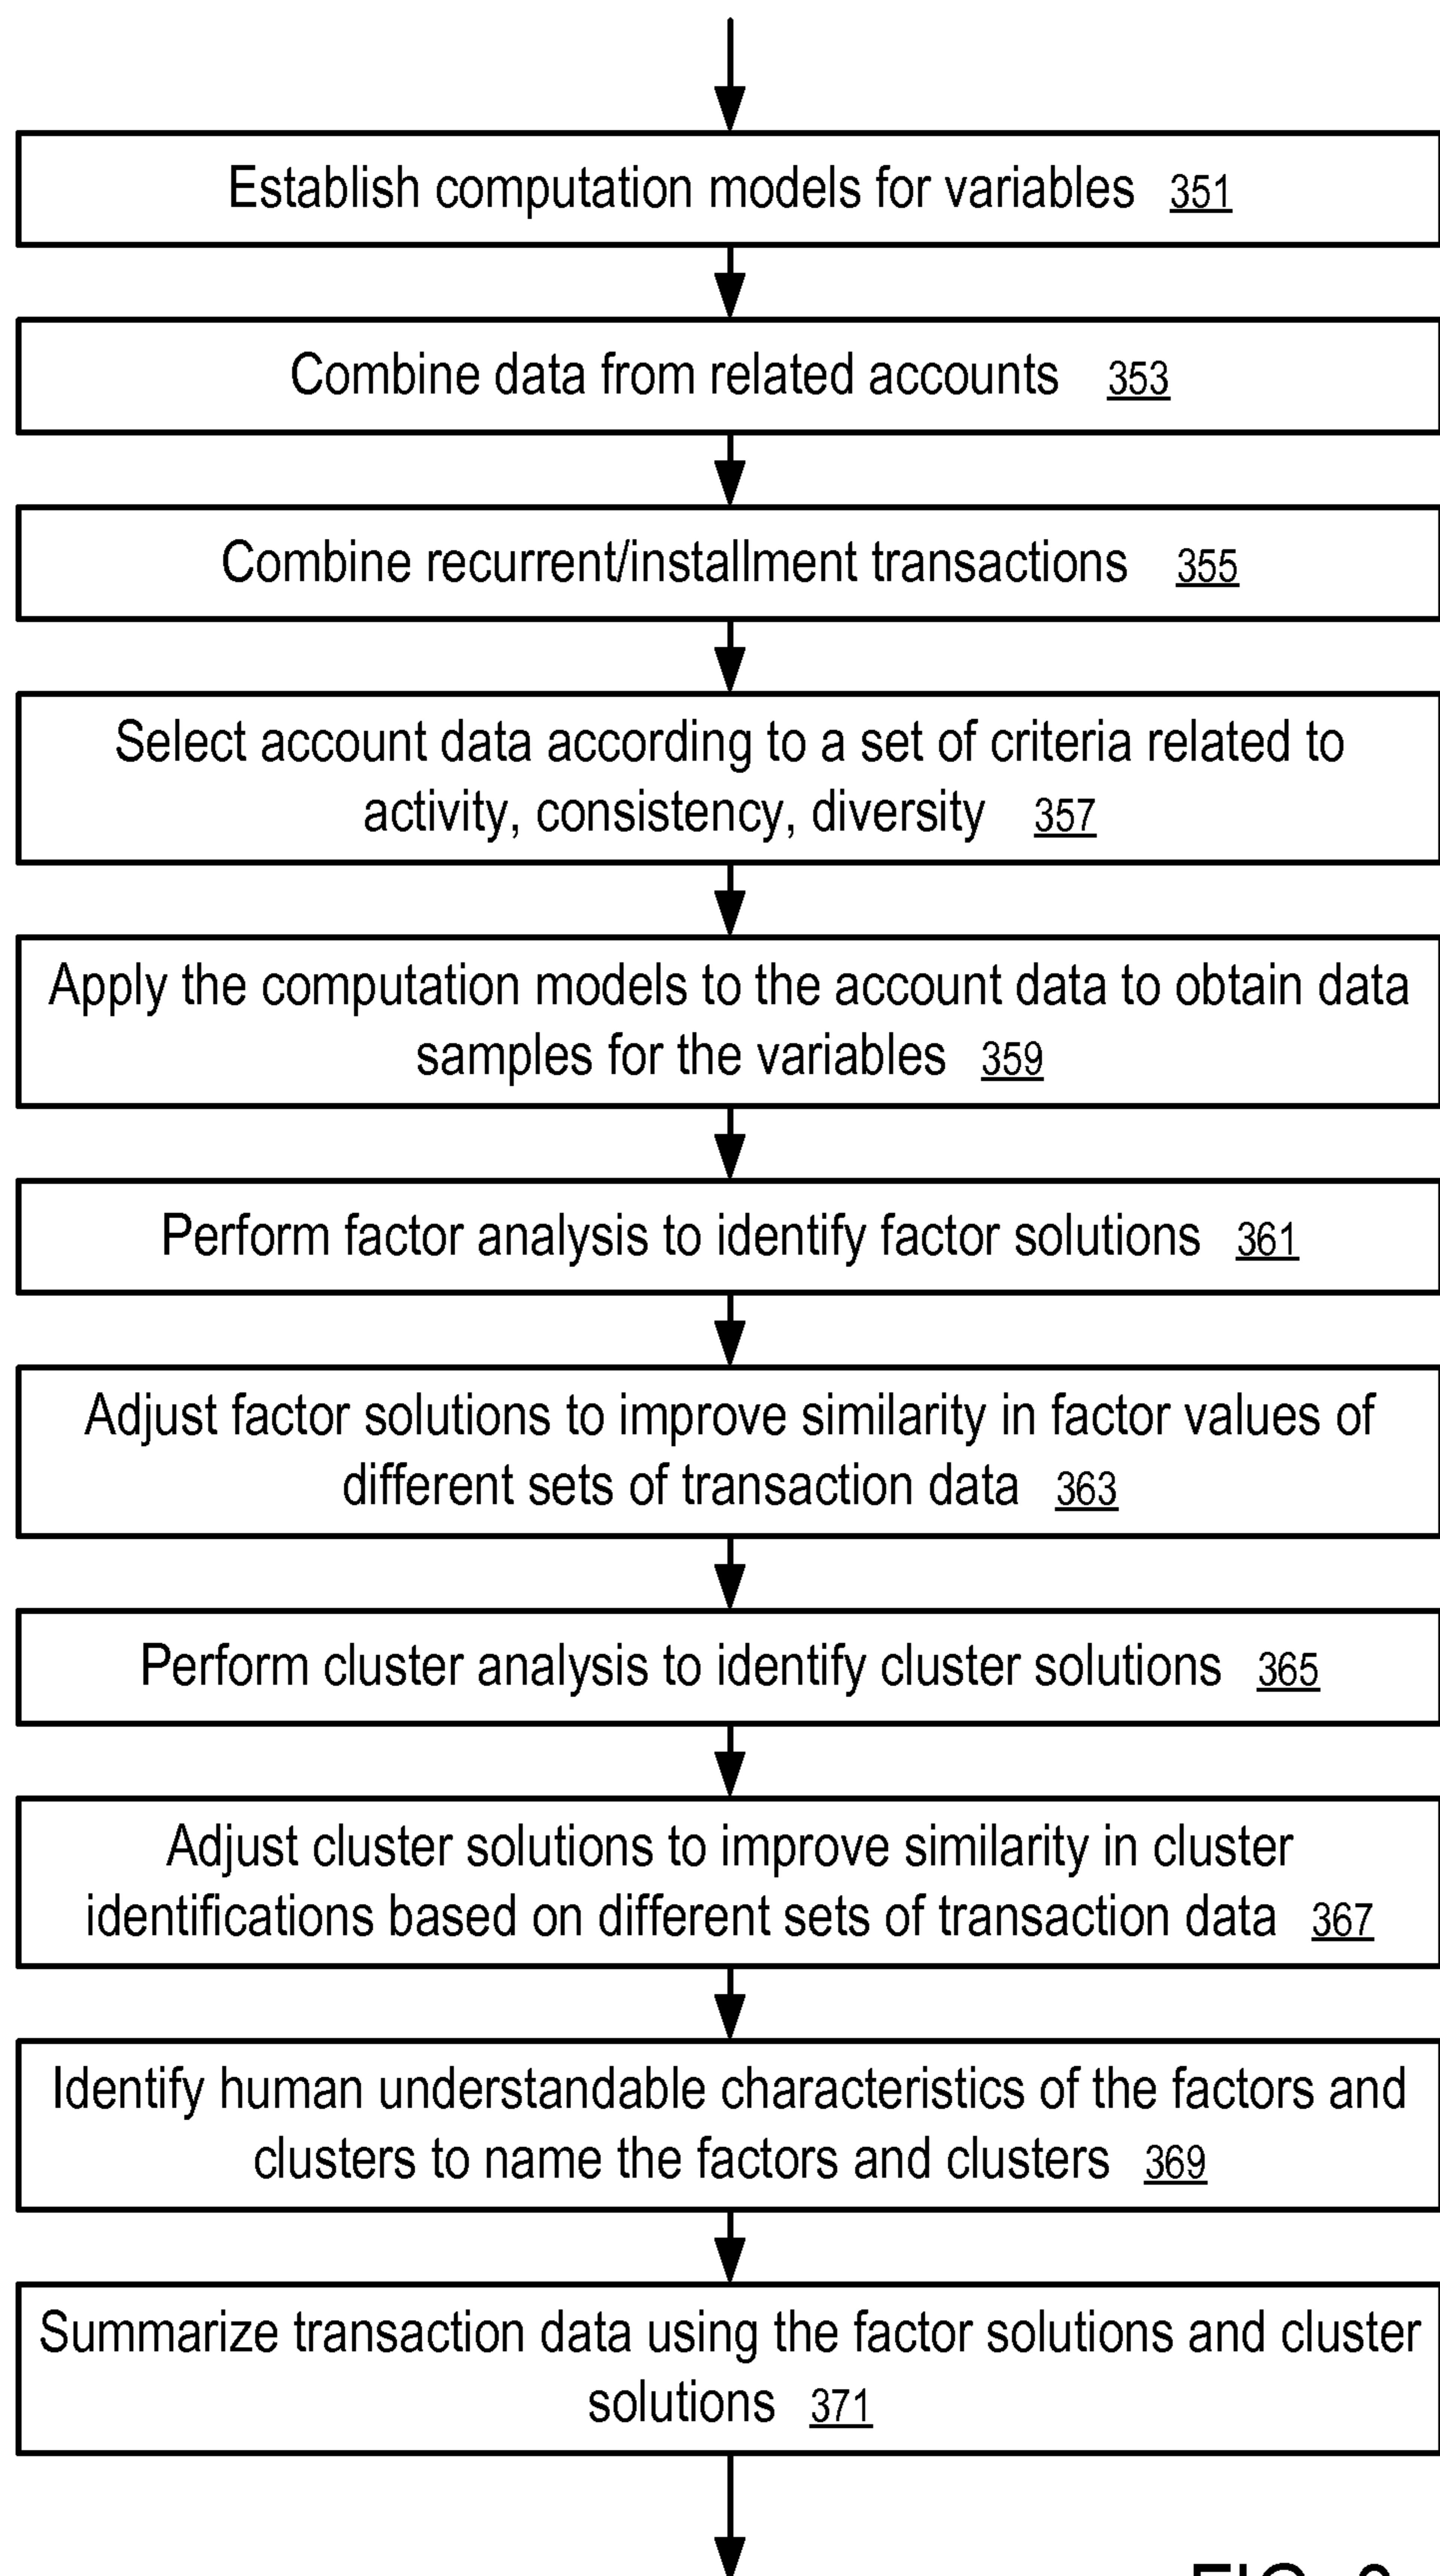 Establish computation models for variables 351
Combine data from related accounts 353
Combine recurrent/installment transactions 355
Select account data according to a set of criteria related to
activity, consistency, diversity 357
Apply the computation models to the account data to obtain data
samples for the variables 359
Perform factor analysis to identify factor solutions 361
Adjust factor solutions to improve similarity in factor values of
different sets of transaction data 363
Perform cluster analysis to identify cluster solutions 365
Adjust cluster solutions to improve similarity in cluster
identifications based on different sets of transaction data 367
Identify human understandable characteristics of the factors and
clusters to name the factors and clusters 369
Summarize transaction data using the factor solutions and cluster
solutions 371